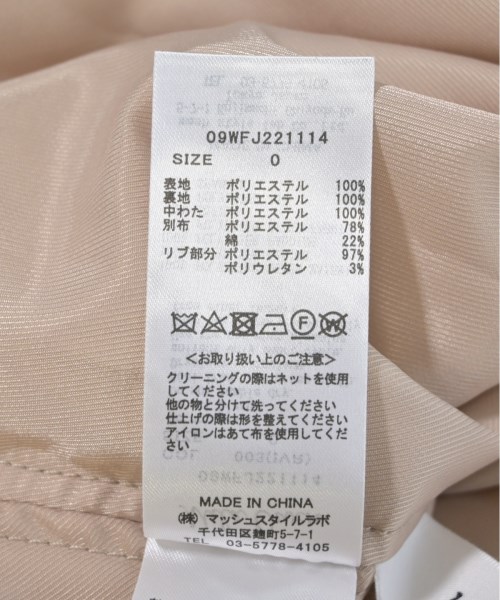 09WFJ221114
SIZE 0
表地 ポリエステル 100%
裏地 ポリエステル 100%
中わた ポリエステル 100%
別布 ポリエステル 78%
綿 22%
リブ部分 ポリエステル 97%
ポリウレタン 3%
<お取り扱い上のご注意>
クリーニングの際はネットを使用
してください
他の物と分けて洗ってください
仕上げの際は形を整えてください
アイロンはあて布を使用してくださ
い
MADE IN CHINA
(株) マッシュスタイルラボ
千代田区麹町5-7-1
TEL 03-5778-4105